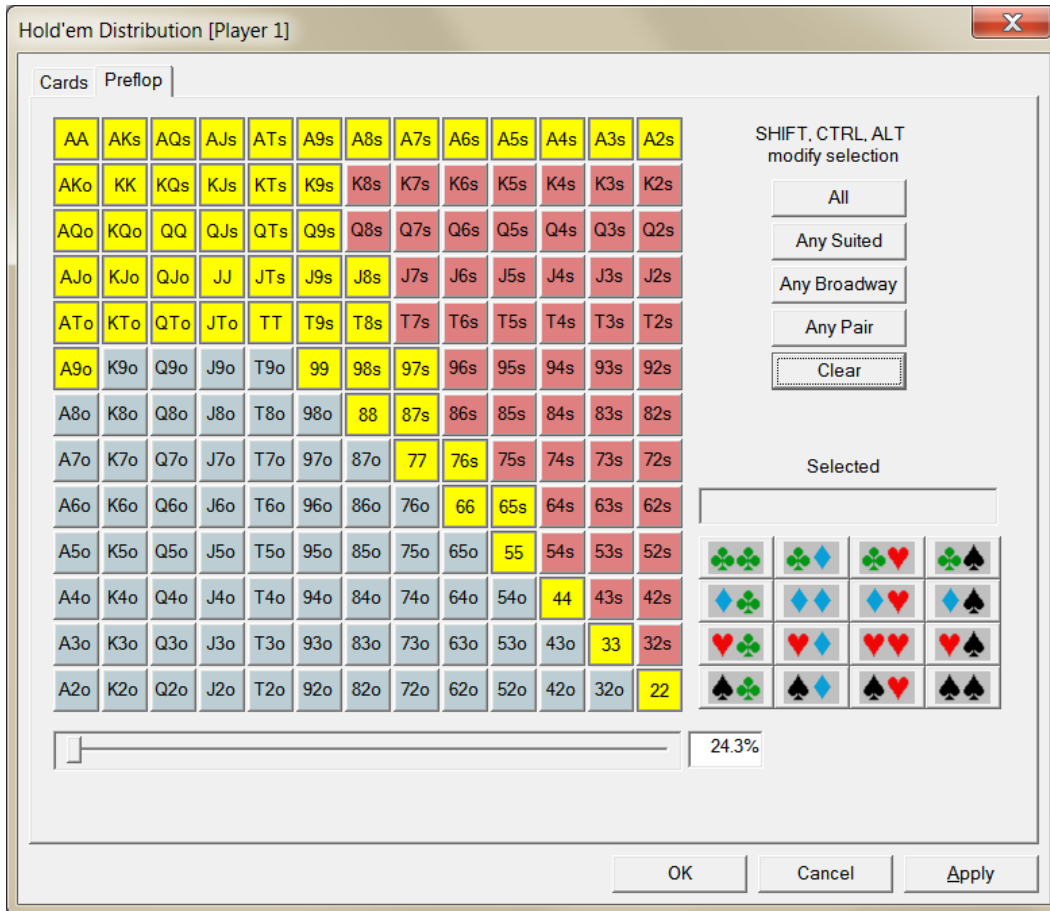 Hold'em Distribution [Player 1]
X
Cards Preflop
AA AKs AQs AJs ATs A9s A8s A7s A6s A5s A4s A3s A2s
AKo KK KQs KJs KTs K9s K8s K7s K6s K5s K4s K3s K2s
AQo KQo QQ QJs QTs Q9s Q8s Q7s Q6s Q5s Q4s Q3s Q2s
AJo KJo QJo JJ JTs J9s J8s J7s J6s J5s J4s J3s J2s
ATo KTo QTo JTo TT T9s T8s T7s T6s T5s T4s T3s T2s
A9o K9o Q9o J9o T9o 99 98s 97s 96s 95s 94s 93s 92s
A8o K8o Q8o J8o T8o 98o 88 87s 86s 85s 84s 83s 82s
A7o K7o Q7o J7o T7o 97o 87o 77 76s 75s 74s 73s 72s
A6o K6o Q6o J6o T6o 96o 86o 76o 66 65s 64s 63s 62s
A5o K5o Q5o J5o T5o 95o 85o 75o 65o 55 54s 53s 52s
A4o K4o Q4o J4o T4o 94o 84o 74o 64o 54o 44 43s 42s
A3o K3o Q3o J3o T3o 93o 83o 73o 63o 53o 43o 33 32s
A2o K2o Q2o J2o T2o 92o 82o 72o 62o 52o 42o 32o 22
24.3%
SHIFT, CTRL, ALT
modify selection
All
Any Suited
Any Broadway
Any Pair
Clear
Selected
OK Cancel Apply